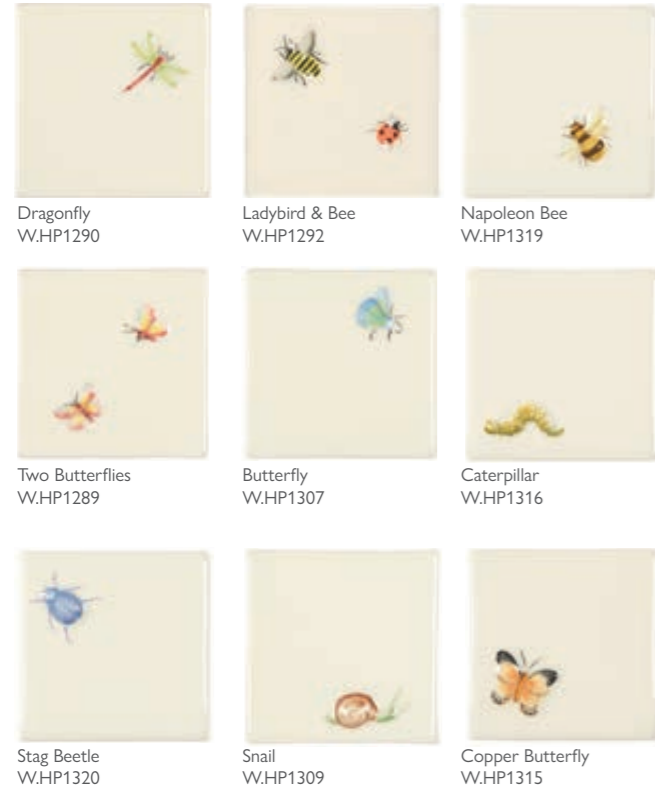 Dragonfly
W.HP1290
Ladybird & Bee
W.HP1292
Napoleon Bee
W.HP1319
Two Butterflies
W.HP1289
Butterfly
W.HP1307
Caterpillar
W.HP1316
Stag Beetle
W.HP1320
Snail
W.HP1309
Copper Butterfly
W.HP1315